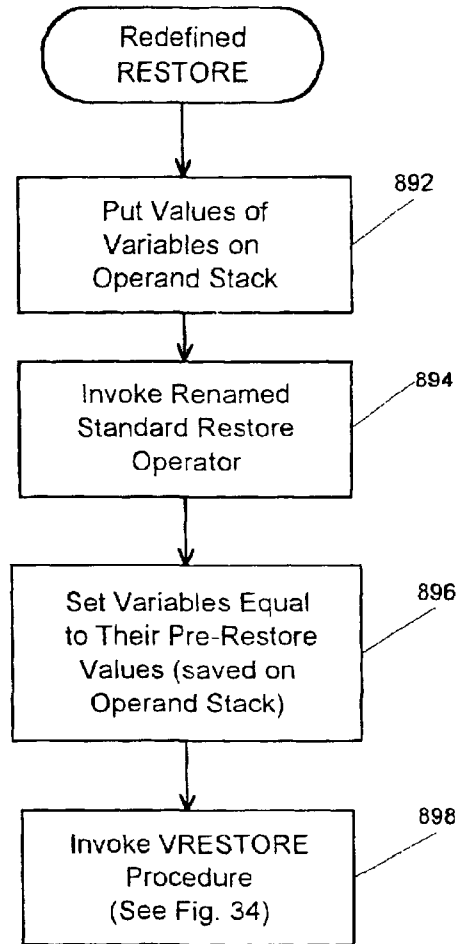 Redefined
RESTORE
892
Put Values of
Variables on
Operand Stack
894
Invoke Renamed
Standard Restore
Operator
896
Set Variables Equal
to Their Pre-Restore
Values (saved on
Operand Stack)
898
Invoke VRESTORE
Procedure
(See Fig. 34)